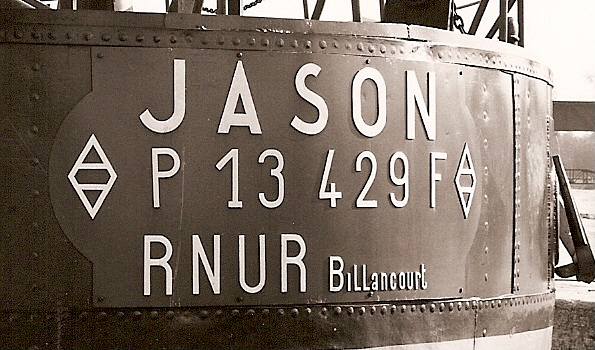 JASON
P 13 429 F
RNUR Billancourt